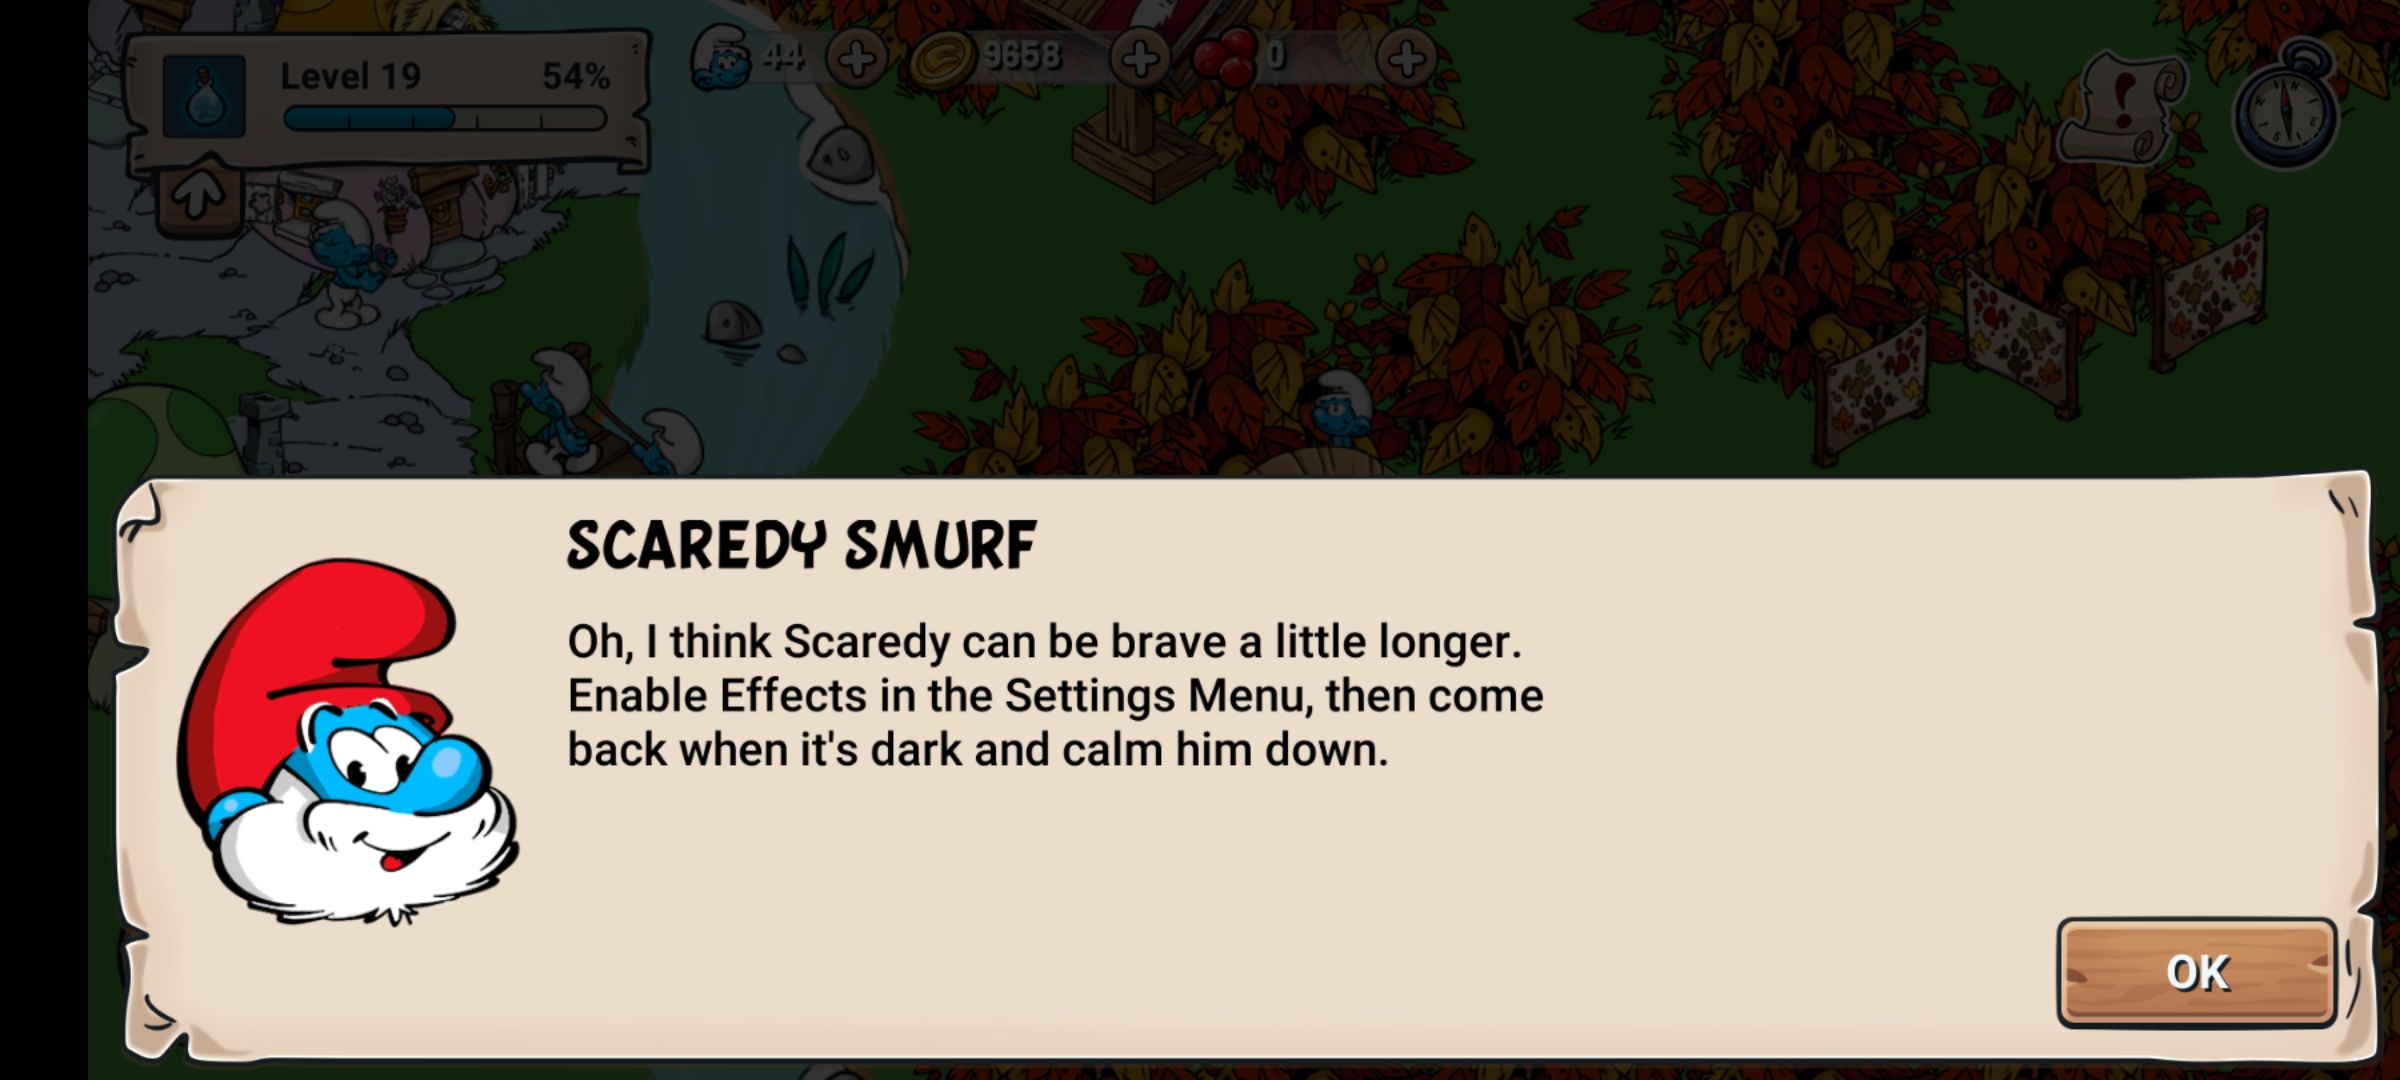 Level 19 54%
44
9658
0
SCAREDY SMURF
Oh, I think Scaredy can be brave a little longer.
Enable Effects in the Settings Menu, then come
back when it's dark and calm him down.
OK